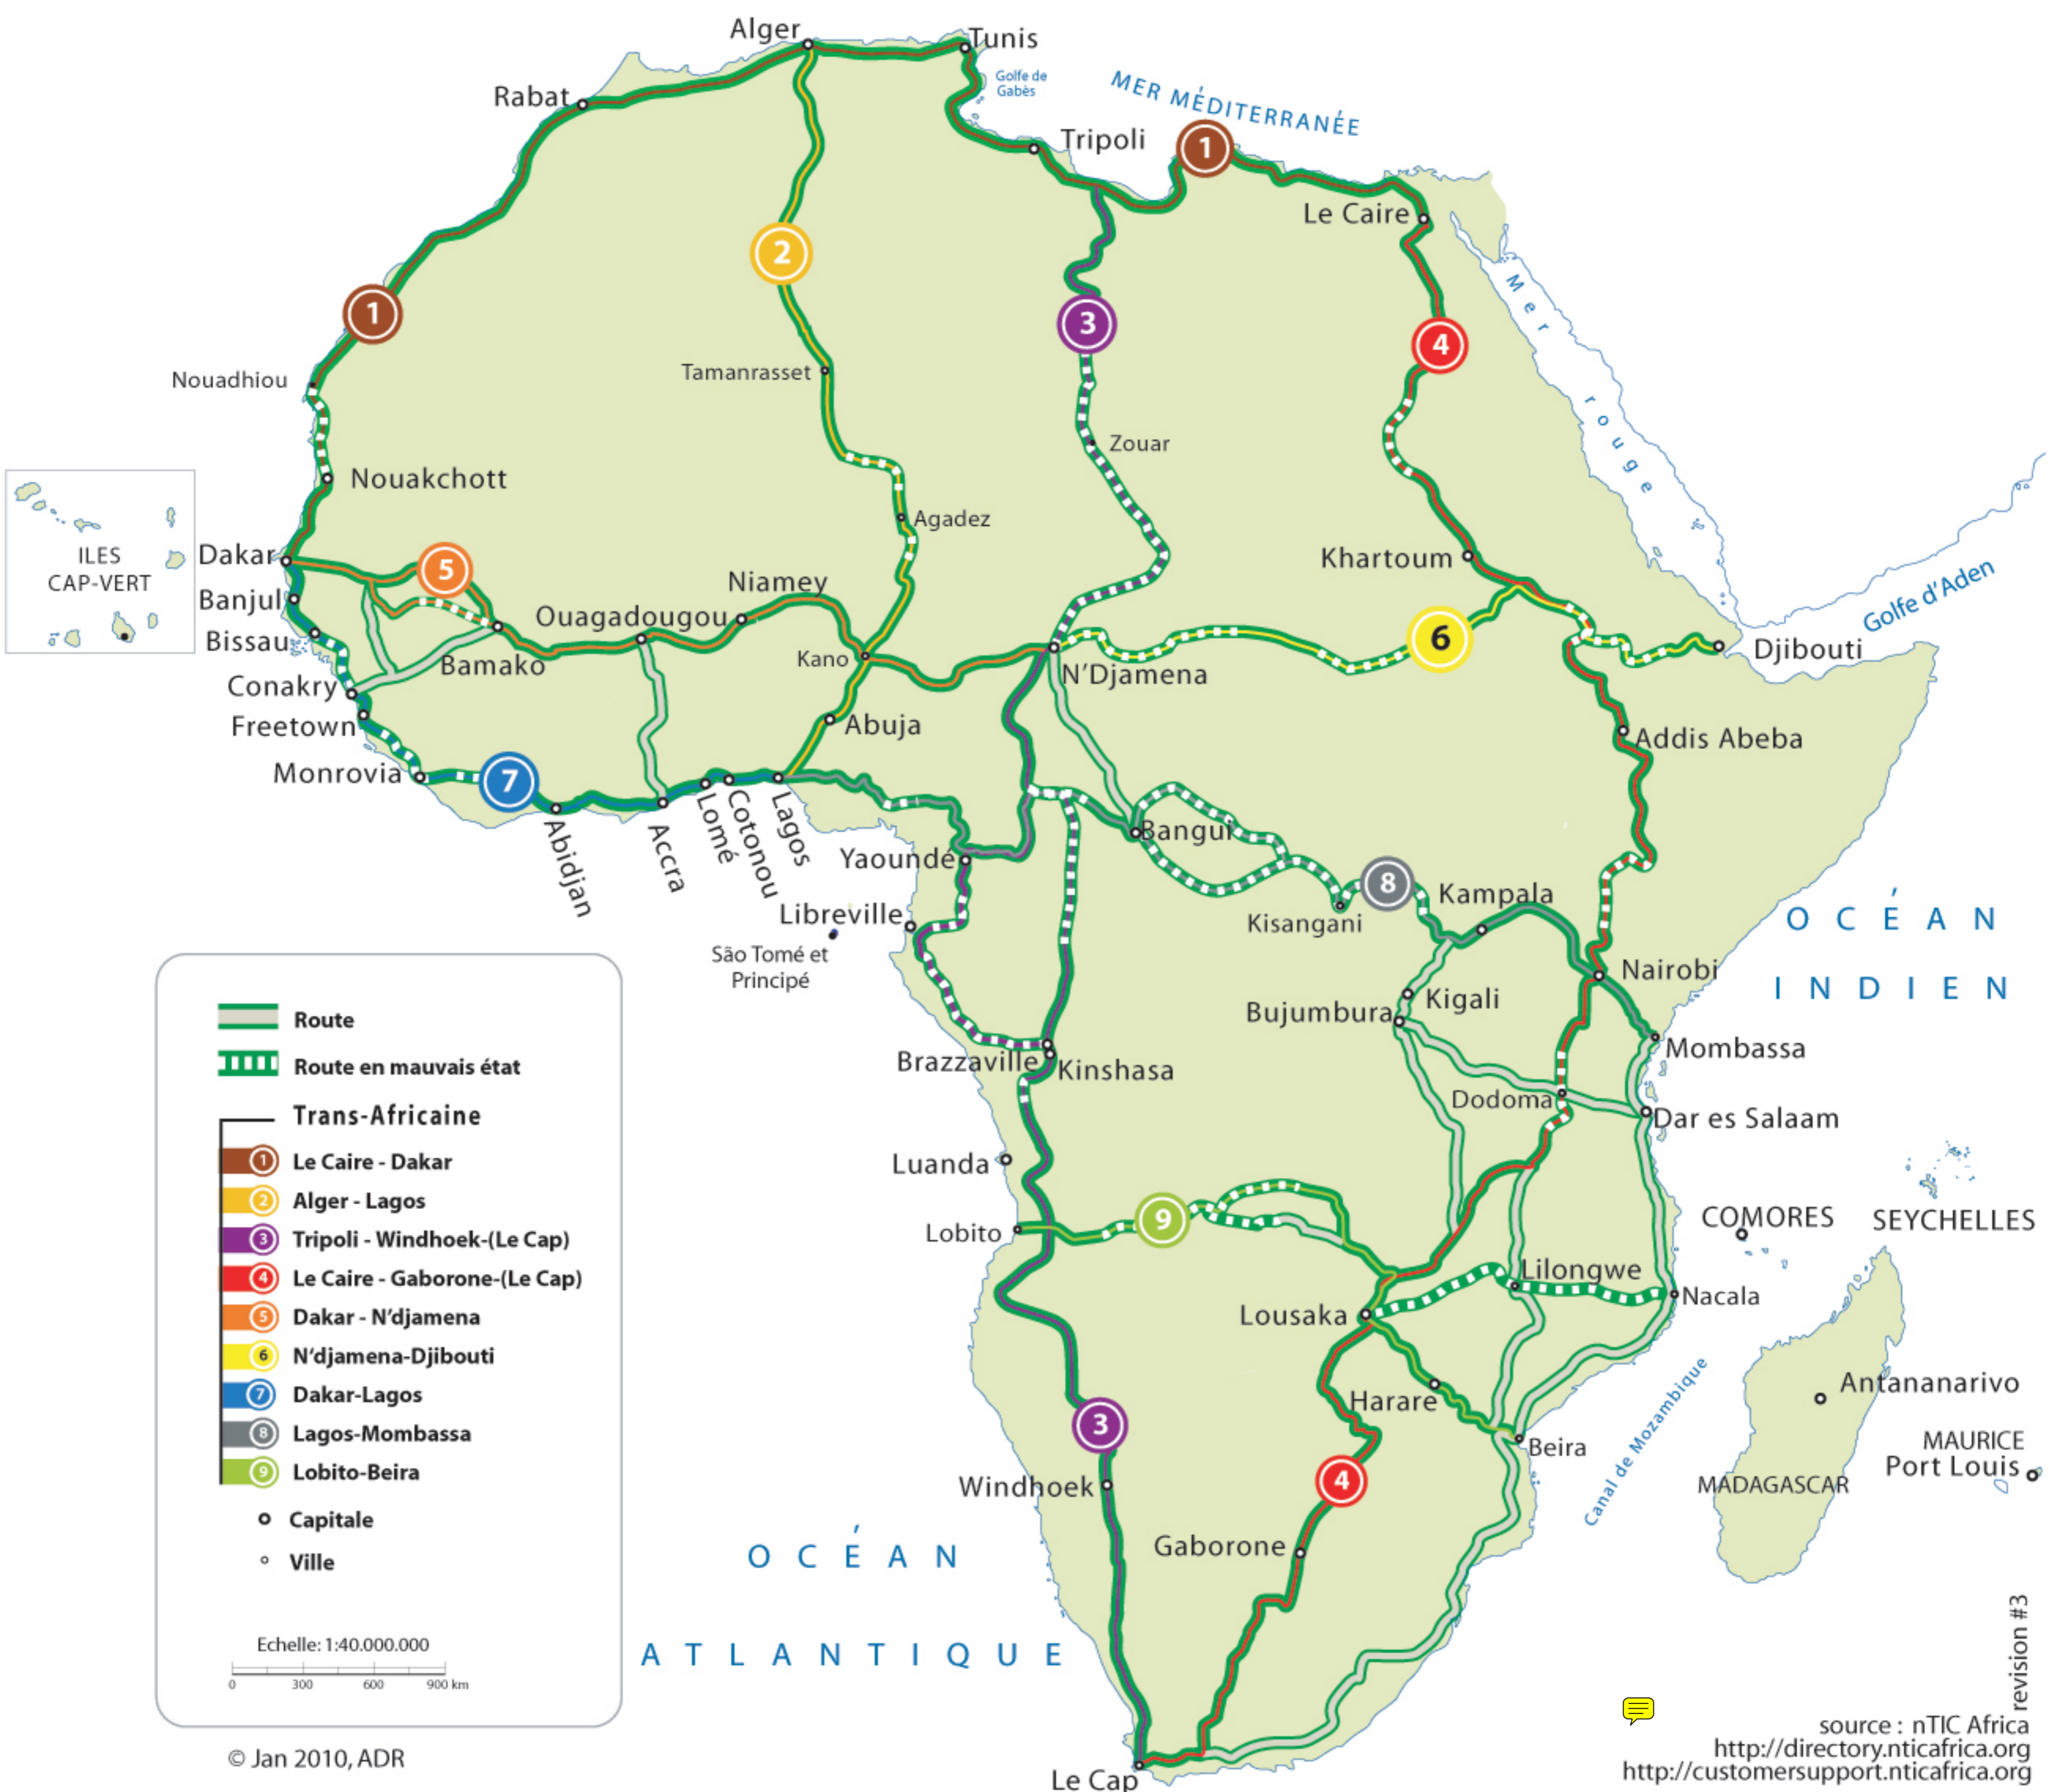 Alger
Tunis
Golfe de
Gabès
MER MÉDITERRANÉE
Rabat
Tripoli
1
Le Caire
2
Mer rouge
1
3
4
Tamanrasset
Nouadhiou
Zouar
Nouakchott
Agadez
ILES
CAP-VERT
Dakar
5
Khartoum
Golfe d'Aden
Niamey
Banjul
Ouagadougou
6
Bissau
Djibouti
Bamako
Kano
N'Djamena
Conakry
Freetown
Abuja
Addis Abeba
Monrovia
7
Abidjan
Accra
Lomé
Cotonou
Lagos
Bangui
Yaoundé
8
Kampala
Libreville
Kisangani
OCÉAN
INDIEN
São Tomé et
Principé
Nairobi
Kigali
Bujumbura
Mombassa
Brazzaville
Kinshasa
Dodoma
Dar es Salaam
Luanda
Lobito
9
COMORES
SEYCHELLES
Lilongwe
Nacala
Lousaka
Canal de Mozambique
Antananarivo
Harare
3
Beira
MAURICE
Port Louis
MADAGASCAR
4
Windhoek
Gaborone
OCÉAN
ATLANTIQUE
Le Cap
Route
Route en mauvais état
Trans-Africaine
1 Le Caire - Dakar
2 Alger - Lagos
3 Tripoli - Windhoek-(Le Cap)
4 Le Caire - Gaborone-(Le Cap)
5 Dakar - N'djamena
6 N'djamena-Djibouti
7 Dakar-Lagos
8 Lagos-Mombassa
9 Lobito-Beira
Capitale
Ville
Echelle: 1:40.000.000
0 300 600 900 km
© Jan 2010, ADR
revision #3
source : nTIC Africa
http://directory.nticafrica.org
http://customersupport.nticafrica.org